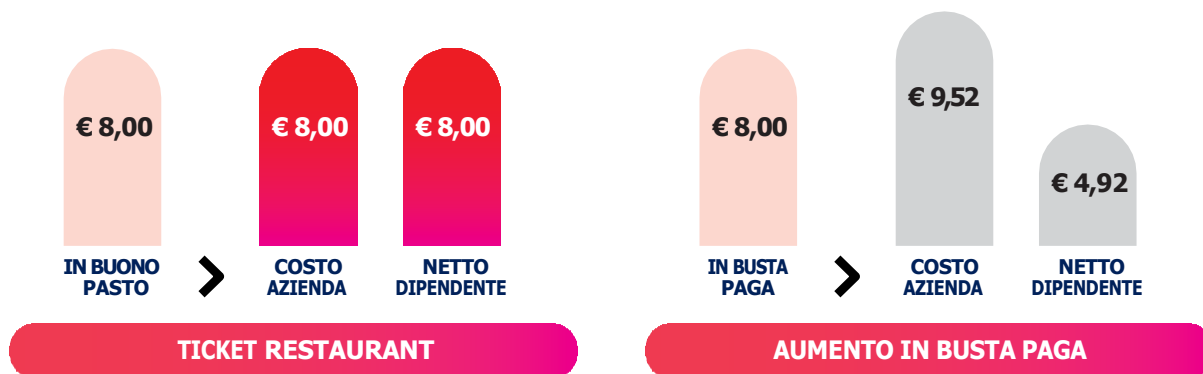 € 8,00
€ 8,00
€ 8,00
IN BUONO
PASTO
COSTO
AZIENDA
NETTO
DIPENDENTE
TICKET RESTAURANT
€ 8,00
€ 9,52
€ 4,92
IN BUSTA
PAGA
COSTO
AZIENDA
NETTO
DIPENDENTE
AUMENTO IN BUSTA PAGA